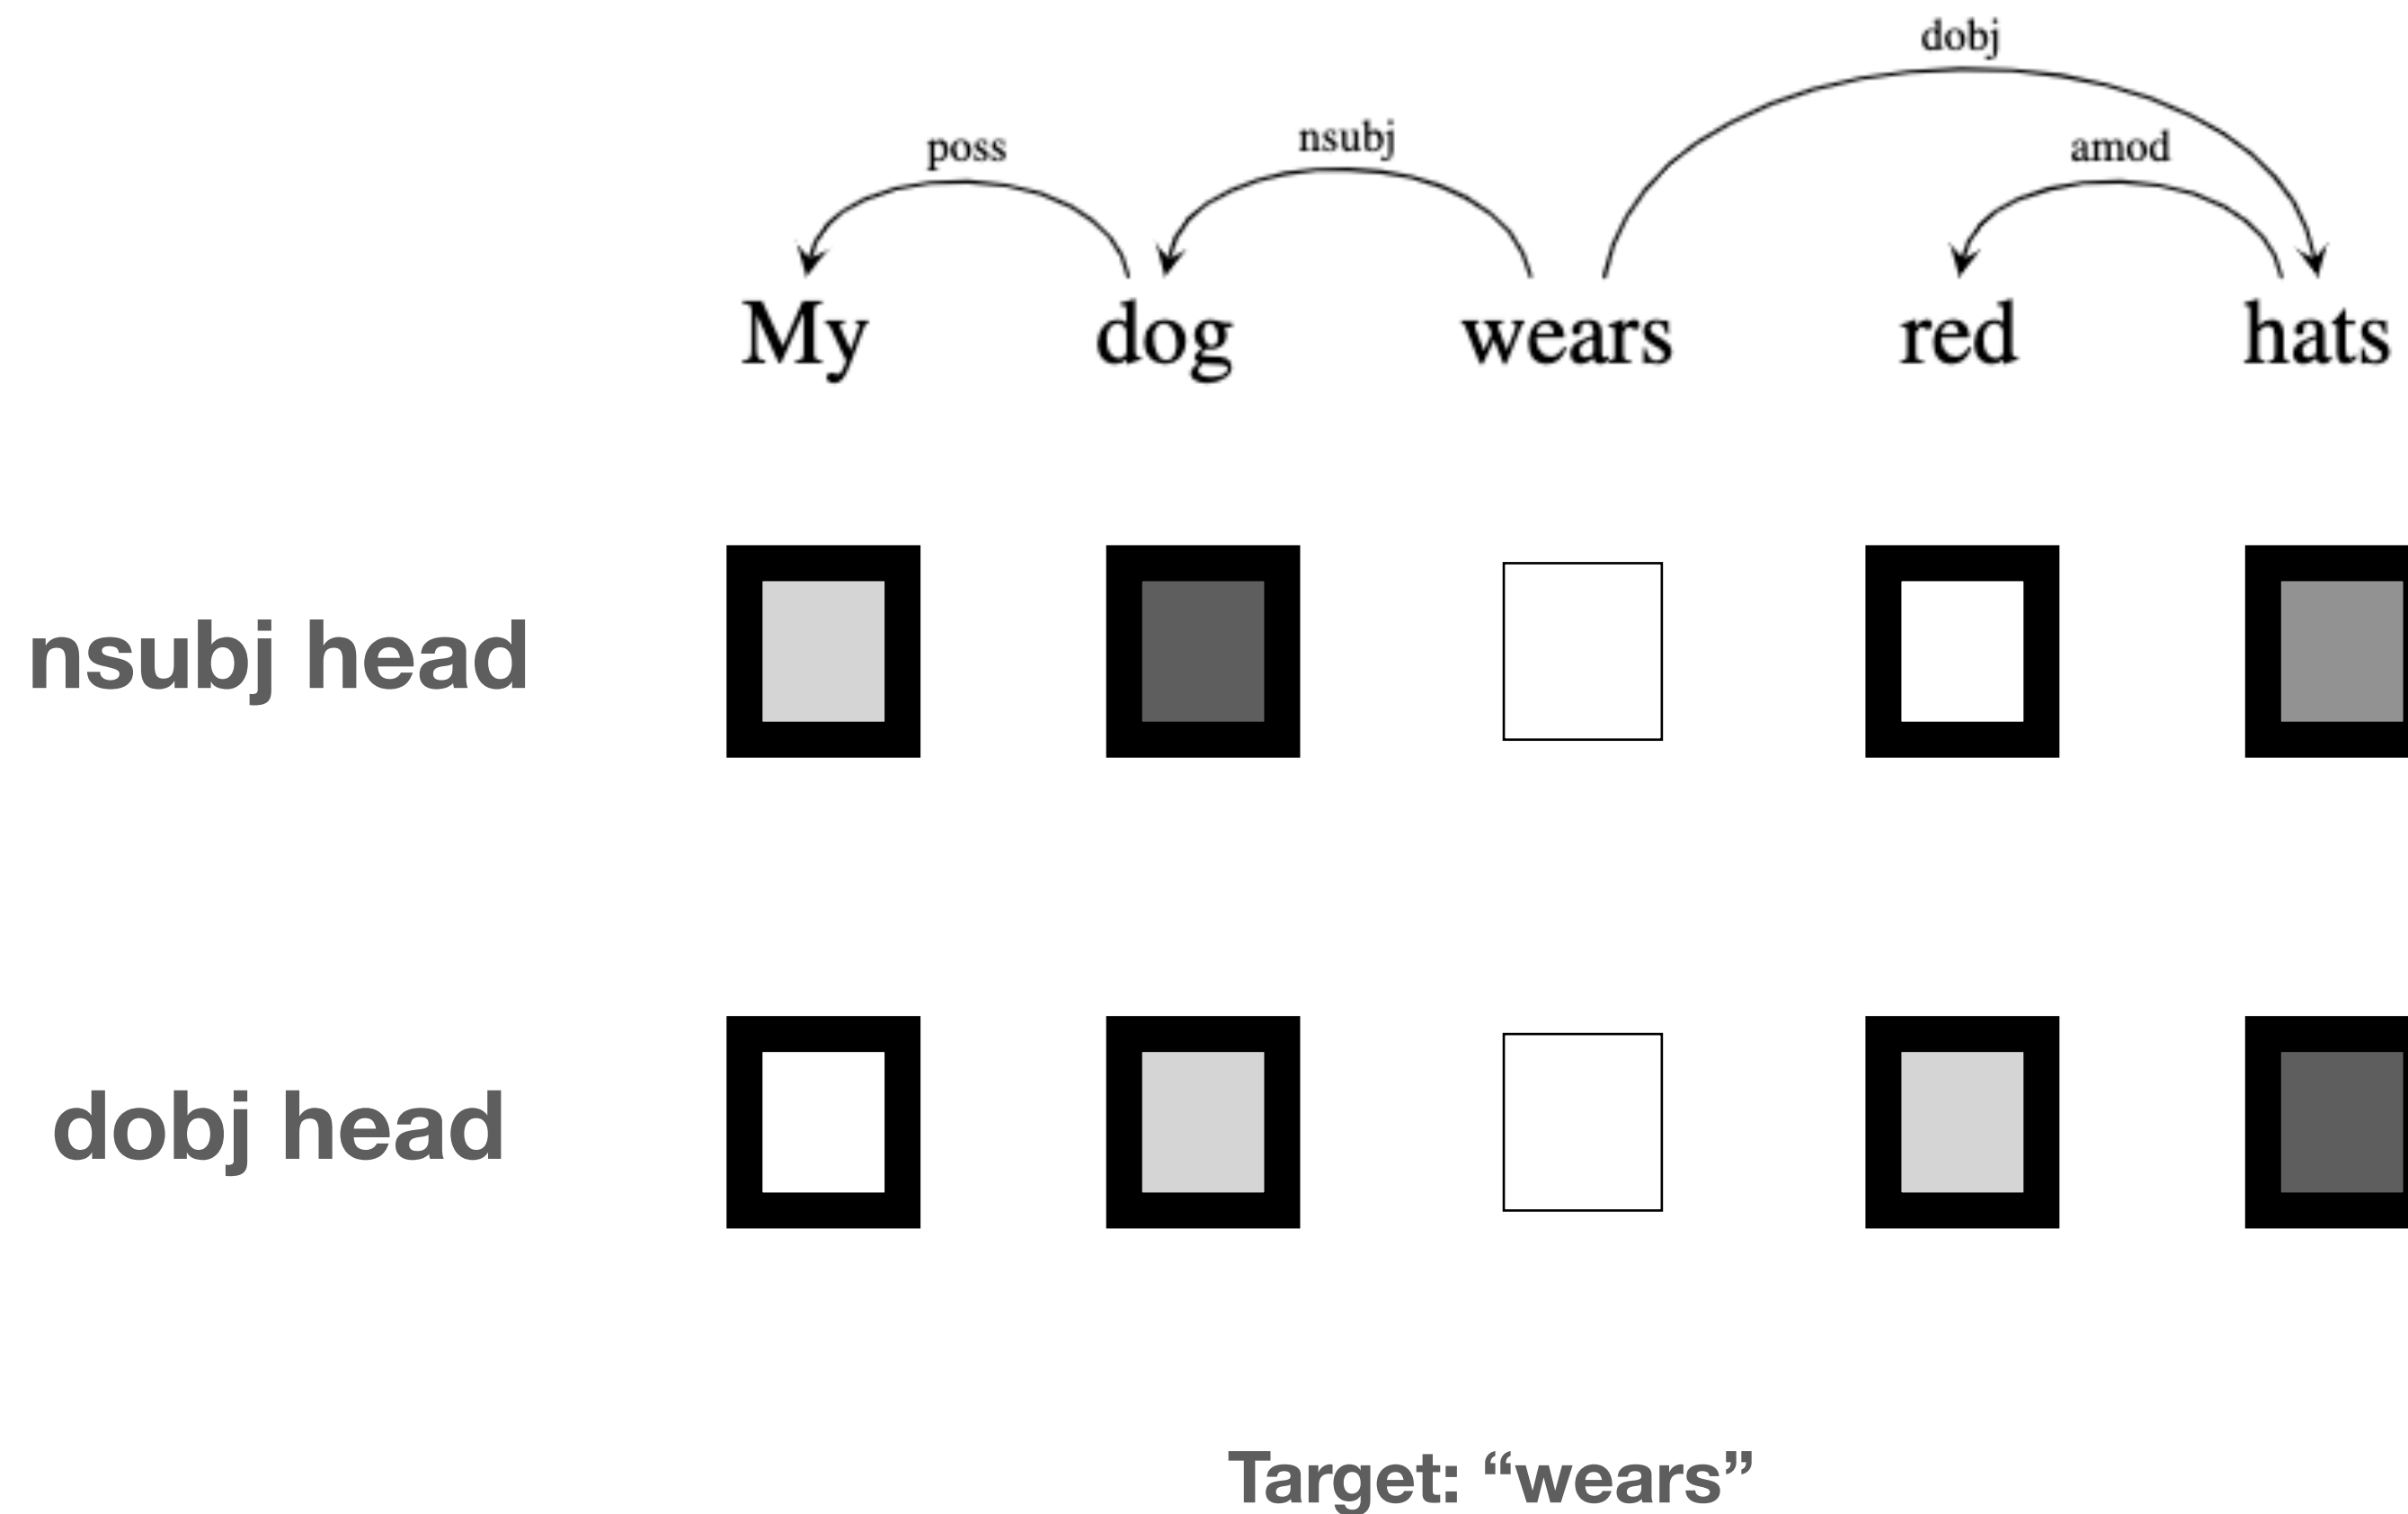 dobj
poss nsubj amod
My dog wears red hats
nsubj head
dobj head
Target: “wears”